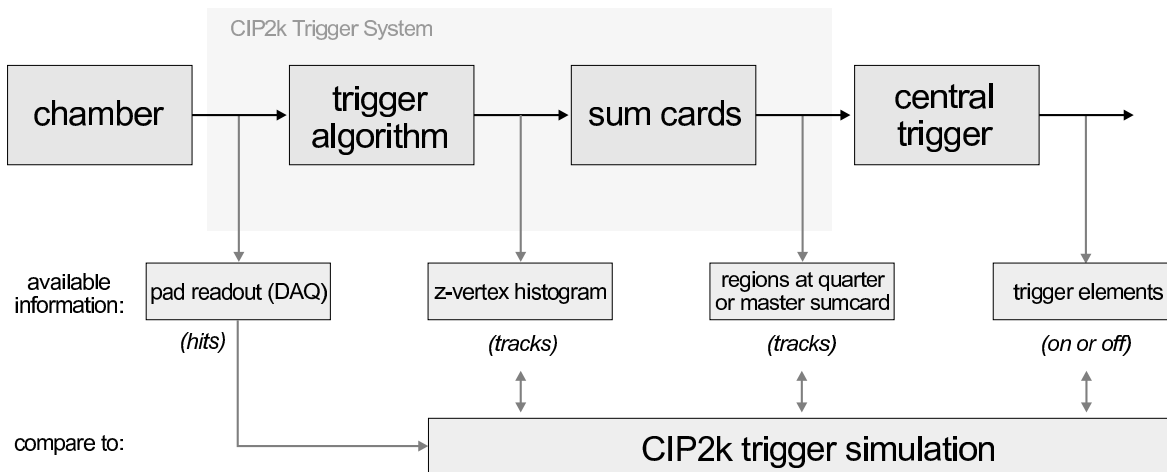 CIP2k Trigger System
chamber
trigger
algorithm
sum cards
central
trigger
available
information:
pad readout (DAQ)
z-vertex histogram
regions at quarter
or master sumcard
trigger elements
(hits)
(tracks)
(tracks)
(on or off)
compare to:
CIP2k trigger simulation